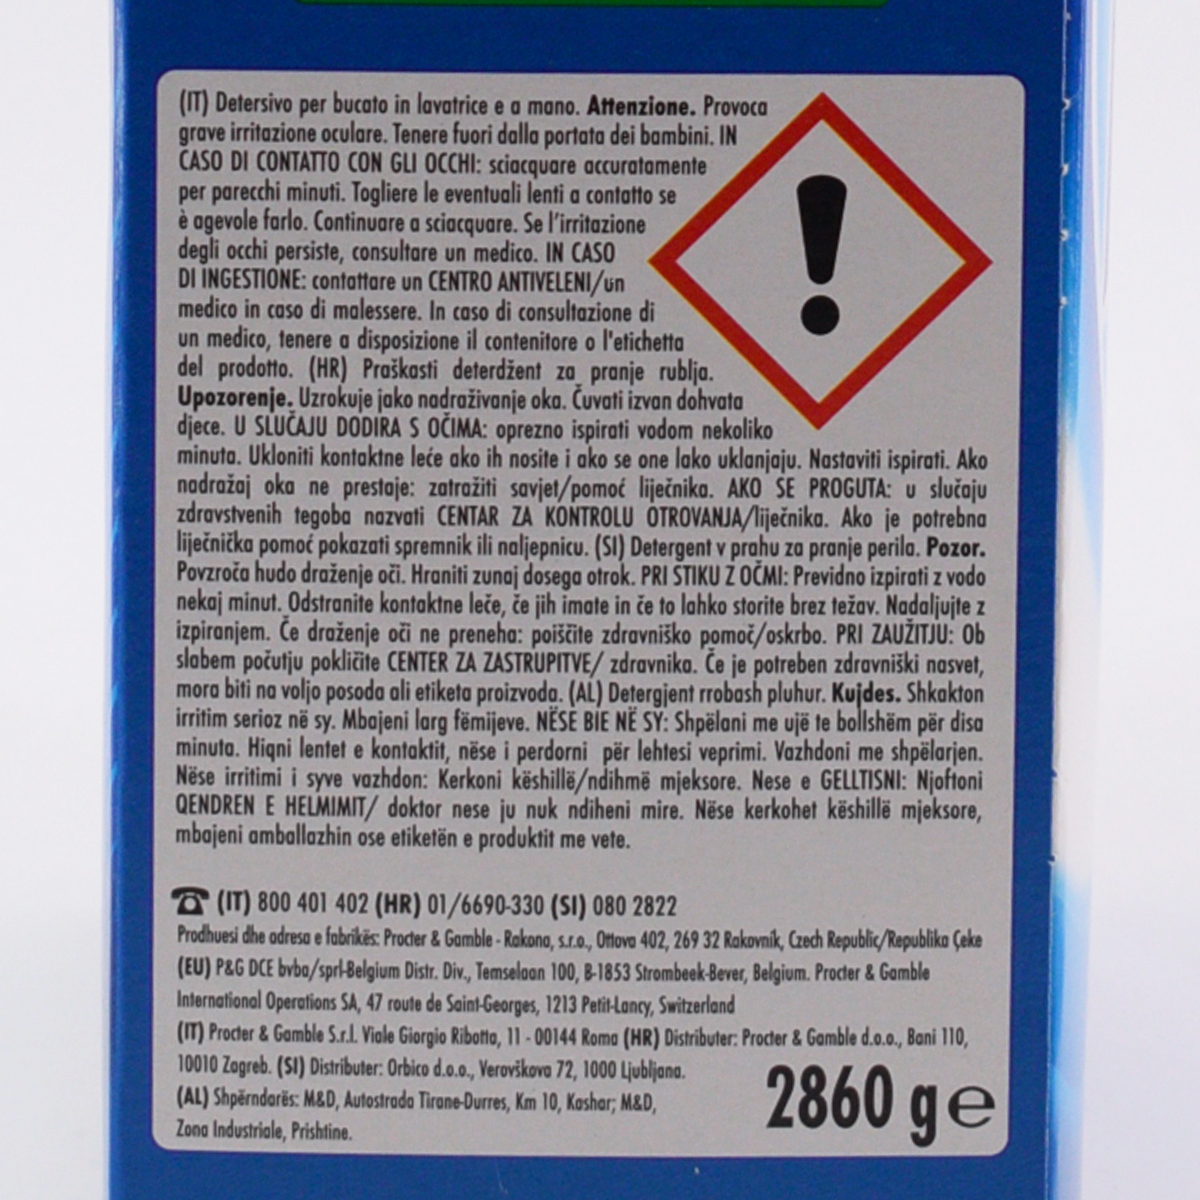 (IT) Detersivo per bucato in lavatrice e a mano. Attenzione. Provoca
grave irritazione oculare. Tenere fuori dalla portata dei bambini. IN
CASO DI CONTATTO CON GLI OCCHI: sciacquare accuratamente
per parecchi minuti. Togliere le eventuali lenti a contatto se
è agevole farlo. Continuare a sciacquare. Se l'irritazione
degli occhi persiste, consultare un medico. IN CASO
DI INGESTIONE: contattare un CENTRO ANTIVELENI/un
medico in caso di malessere. In caso di consultazione di
un medico, tenere a disposizione il contenitore o l'etichetta
del prodotto. (HR) Praškasti deterdžent za pranje rublja.
Upozorenje. Uzrokuje jako nadraživanje oka. Čuvati izvan dohvata
djece. U SLUČAJU DODIRA S OČIMA: oprezno ispirati vodom nekoliko
minuta. Ukloniti kontaktne leće ako ih nosite i ako se one lako uklanjaju. Nastaviti ispirati. Ako
nadražaj oka ne prestaje: zatražiti savjet/pomoć liječnika. AKO SE PROGUTA: u slučaju
zdravstvenih tegoba nazvati CENTAR ZA KONTROLU OTROVANJA/liječnika. Ako je potrebna
liječnička pomoć pokazati spremnik ili naljepnicu. (SI) Detergent v prahu za pranje perila. Pozor.
Povzroča hudo draženje oči. Hraniti zunaj dosega otrok. PRI STIKU Z OČMI: Previdno izpirati z vodo
nekaj minut. Odstranite kontaktne leče, če jih imate in če to lahko storite brez težav. Nadaljujte z
izpiranjem. Če draženje oči ne preneha: poiščite zdravniško pomoč/oskrbo. PRI ZAUŽITJU: Ob
slabem počutju pokličite CENTER ZA ZASTRUPITVE/ zdravnika. Če je potreben zdravniški nasvet,
mora biti na voljo posoda ali etiketa proizvoda. (AL) Detergjent rrobash pluhur. Kujdes. Shkakton
irritim serioz në sy. Mbajeni larg fëmijeve. NËSE BIE NË SY: Shpëlani me ujë te bollshëm për disa
minuta. Hiqni lentet e kontaktit, nëse i perdorni për lehtesi veprimi. Vazhdoni me shpëlarjen.
Nëse irritimi i syve vazhdon: Kerkoni këshillë/ndihmë mjeksore. Nese e GELLTISNI: Njoftoni
QENDREN E HELMIMIT/ doktor nese ju nuk ndiheni mire. Nëse kerkohet këshillë mjeksore,
mbajeni amballazhin ose etiketën e produktit me vete.
(IT) 800 401 402 (HR) 01/6690-330 (SI) 080 2822
Prodhuesi dhe adresa e fabrikës: Procter & Gamble - Rakona, s.r.o., Ottova 402, 269 32 Rakovník, Czech Republic/Republika Çeke
(EU) P&G DCE bvba/sprl-Belgium Distr. Div., Temselaan 100, B-1853 Strombeek-Bever, Belgium. Procter & Gamble
International Operations SA, 47 route de Saint-Georges, 1213 Petit-Lancy, Switzerland
(IT) Procter & Gamble S.r.l. Viale Giorgio Ribotta, 11 - 00144 Roma (HR) Distributer: Procter & Gamble d.o.o., Bani 110,
10010 Zagreb. (SI) Distributer: Orbico d.o.o., Verovškova 72, 1000 Ljubljana.
(AL) Shpërndarës: M&D, Autostrada Tirane-Durres, Km 10, Kashar; M&D,
Zona Industriale, Prishtine.
2860 g e